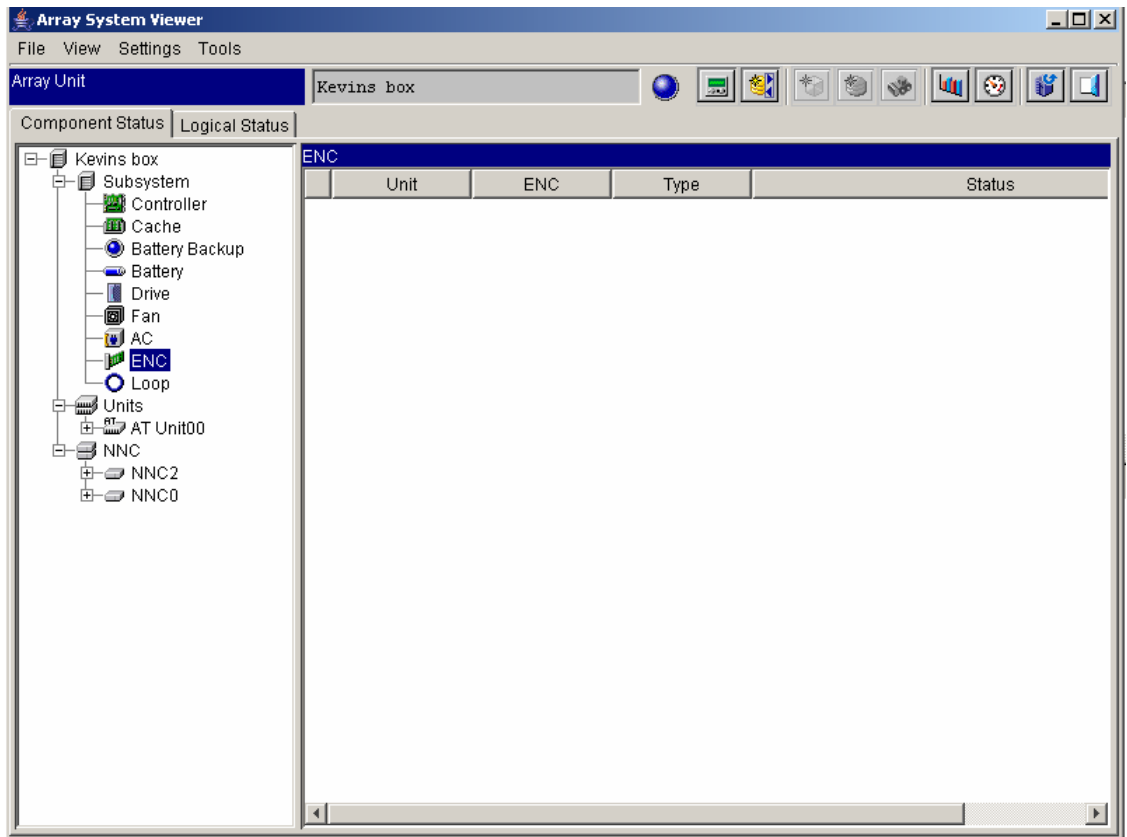 Array System Viewer
File View Settings Tools
Array Unit
Kevins box
Component Status
Logical Status
Kevins box
Subsystem
Controller
Cache
Battery Backup
Battery
Drive
Fan
AC
ENC
Loop
Units
AT Unit00
NNC
NNC2
NNC0
ENC
Unit ENC Type Status